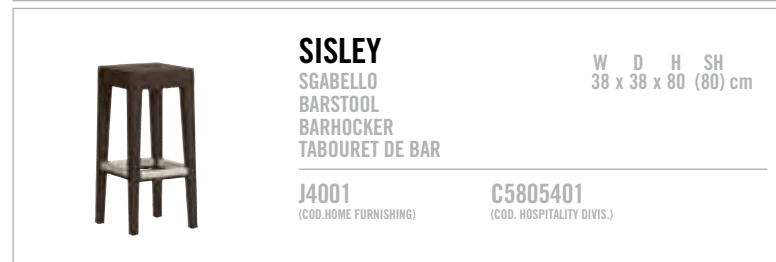 SISLEY
SGABELLO
BARSTOOL
BARHOCKER
TABOURET DE BAR
W D H SH
38 x 38 x 80 (80) cm
J4001
(COD.HOME FURNISHING)
C5805401
(COD. HOSPITALITY DIVIS.)